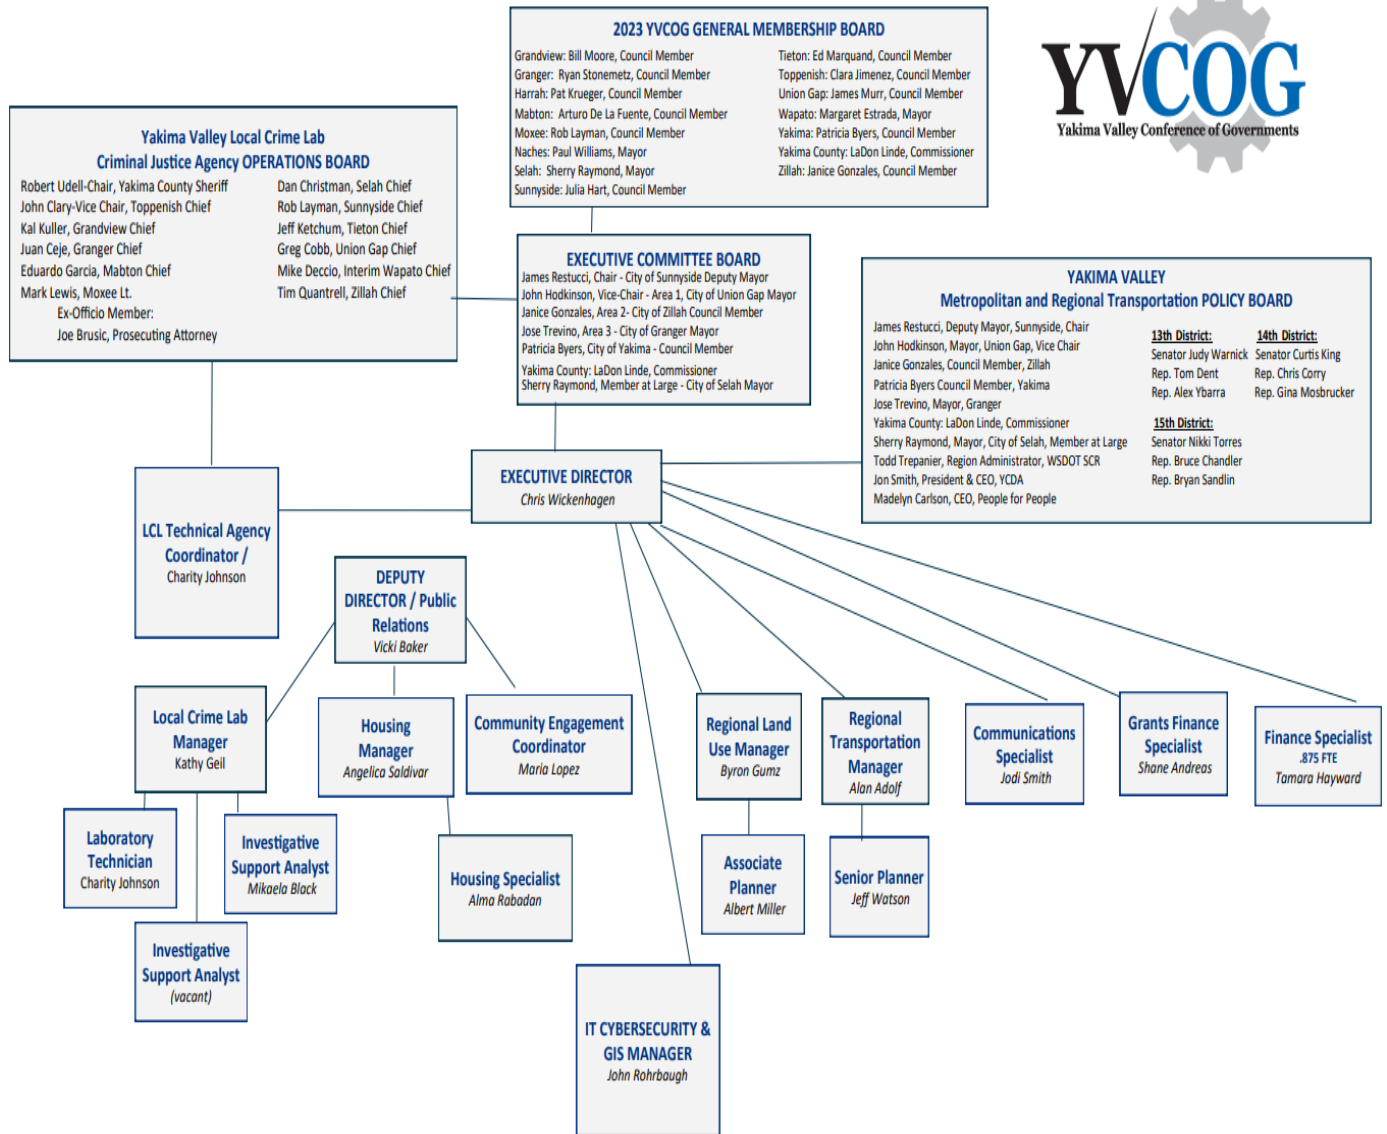 2023 YVCOG GENERAL MEMBERSHIP BOARD
Grandview: Bill Moore, Council Member
Granger: Ryan Stonemetz, Council Member
Harrah: Pat Krueger, Council Member
Mabton: Arturo De La Fuente, Council Member
Moxee: Rob Layman, Council Member
Naches: Paul Williams, Mayor
Selah: Sherry Raymond, Mayor
Sunnyside: Julia Hart, Council Member
Tieton: Ed Marquand, Council Member
Toppenish: Clara Jimenez, Council Member
Union Gap: James Murr, Council Member
Wapato: Margaret Estrada, Mayor
Yakima: Patricia Byers, Council Member
Yakima County: LaDon Linde, Commissioner
Zillah: Janice Gonzales, Council Member
YVCOG
Yakima Valley Conference of Governments
Yakima Valley Local Crime Lab
Criminal Justice Agency OPERATIONS BOARD
Robert Udell-Chair, Yakima County Sheriff
John Clary-Vice Chair, Toppenish Chief
Kal Kuller, Grandview Chief
Juan Ceje, Granger Chief
Eduardo Garcia, Mabton Chief
Mark Lewis, Moxee Lt.
Ex-Officio Member:
Joe Brusic, Prosecuting Attorney
Dan Christman, Selah Chief
Rob Layman, Sunnyside Chief
Jeff Ketchum, Tieton Chief
Greg Cobb, Union Gap Chief
Mike Deccio, Interim Wapato Chief
Tim Quantrell, Zillah Chief
EXECUTIVE COMMITTEE BOARD
James Restucci, Chair - City of Sunnyside Deputy Mayor
John Hodkinson, Vice-Chair - Area 1, City of Union Gap Mayor
Janice Gonzales, Area 2- City of Zillah Council Member
Jose Trevino, Area 3 - City of Granger Mayor
Patricia Byers, City of Yakima - Council Member
Yakima County: LaDon Linde, Commissioner
Sherry Raymond, Member at Large - City of Selah Mayor
YAKIMA VALLEY
Metropolitan and Regional Transportation POLICY BOARD
James Restucci, Deputy Mayor, Sunnyside, Chair
John Hodkinson, Mayor, Union Gap, Vice Chair
Janice Gonzales, Council Member, Zillah
Patricia Byers Council Member, Yakima
Jose Trevino, Mayor, Granger
Yakima County: LaDon Linde, Commissioner
Sherry Raymond, Mayor, City of Selah, Member at Large
Todd Trepanier, Region Administrator, WSDOT SCR
Jon Smith, President & CEO, YCDA
Madelyn Carlson, CEO, People for People
13th District:
Senator Judy Warnick
Rep. Tom Dent
Rep. Alex Ybarra
14th District:
Senator Curtis King
Rep. Chris Corry
Rep. Gina Mosbrucker
15th District:
Senator Nikki Torres
Rep. Bruce Chandler
Rep. Bryan Sandlin
EXECUTIVE DIRECTOR
Chris Wickenhagen
LCL Technical Agency
Coordinator /
Charity Johnson
DEPUTY
DIRECTOR / Public
Relations
Vicki Baker
Local Crime Lab
Manager
Kathy Geil
Housing
Manager
Angelica Saldivar
Community Engagement
Coordinator
Maria Lopez
Regional Land
Use Manager
Byron Gumz
Regional
Transportation
Manager
Alan Adolf
Communications
Specialist
Jodi Smith
Grants Finance
Specialist
Shane Andreas
Finance Specialist
.875 FTE
Tamara Hayward
Laboratory
Technician
Charity Johnson
Investigative
Support Analyst
Mikaela Black
Housing Specialist
Alma Rabadan
Associate
Planner
Albert Miller
Senior Planner
Jeff Watson
Investigative
Support Analyst
(vacant)
IT CYBERSECURITY &
GIS MANAGER
John Rohrbaugh